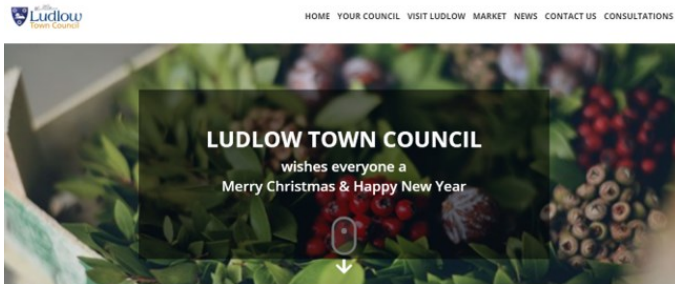 Ludlow
Town Council
HOME YOUR COUNCIL VISIT LUDLOW MARKET NEWS CONTACT US CONSULTATIONS
LUDLOW TOWN COUNCIL
wishes everyone a
Merry Christmas & Happy New Year